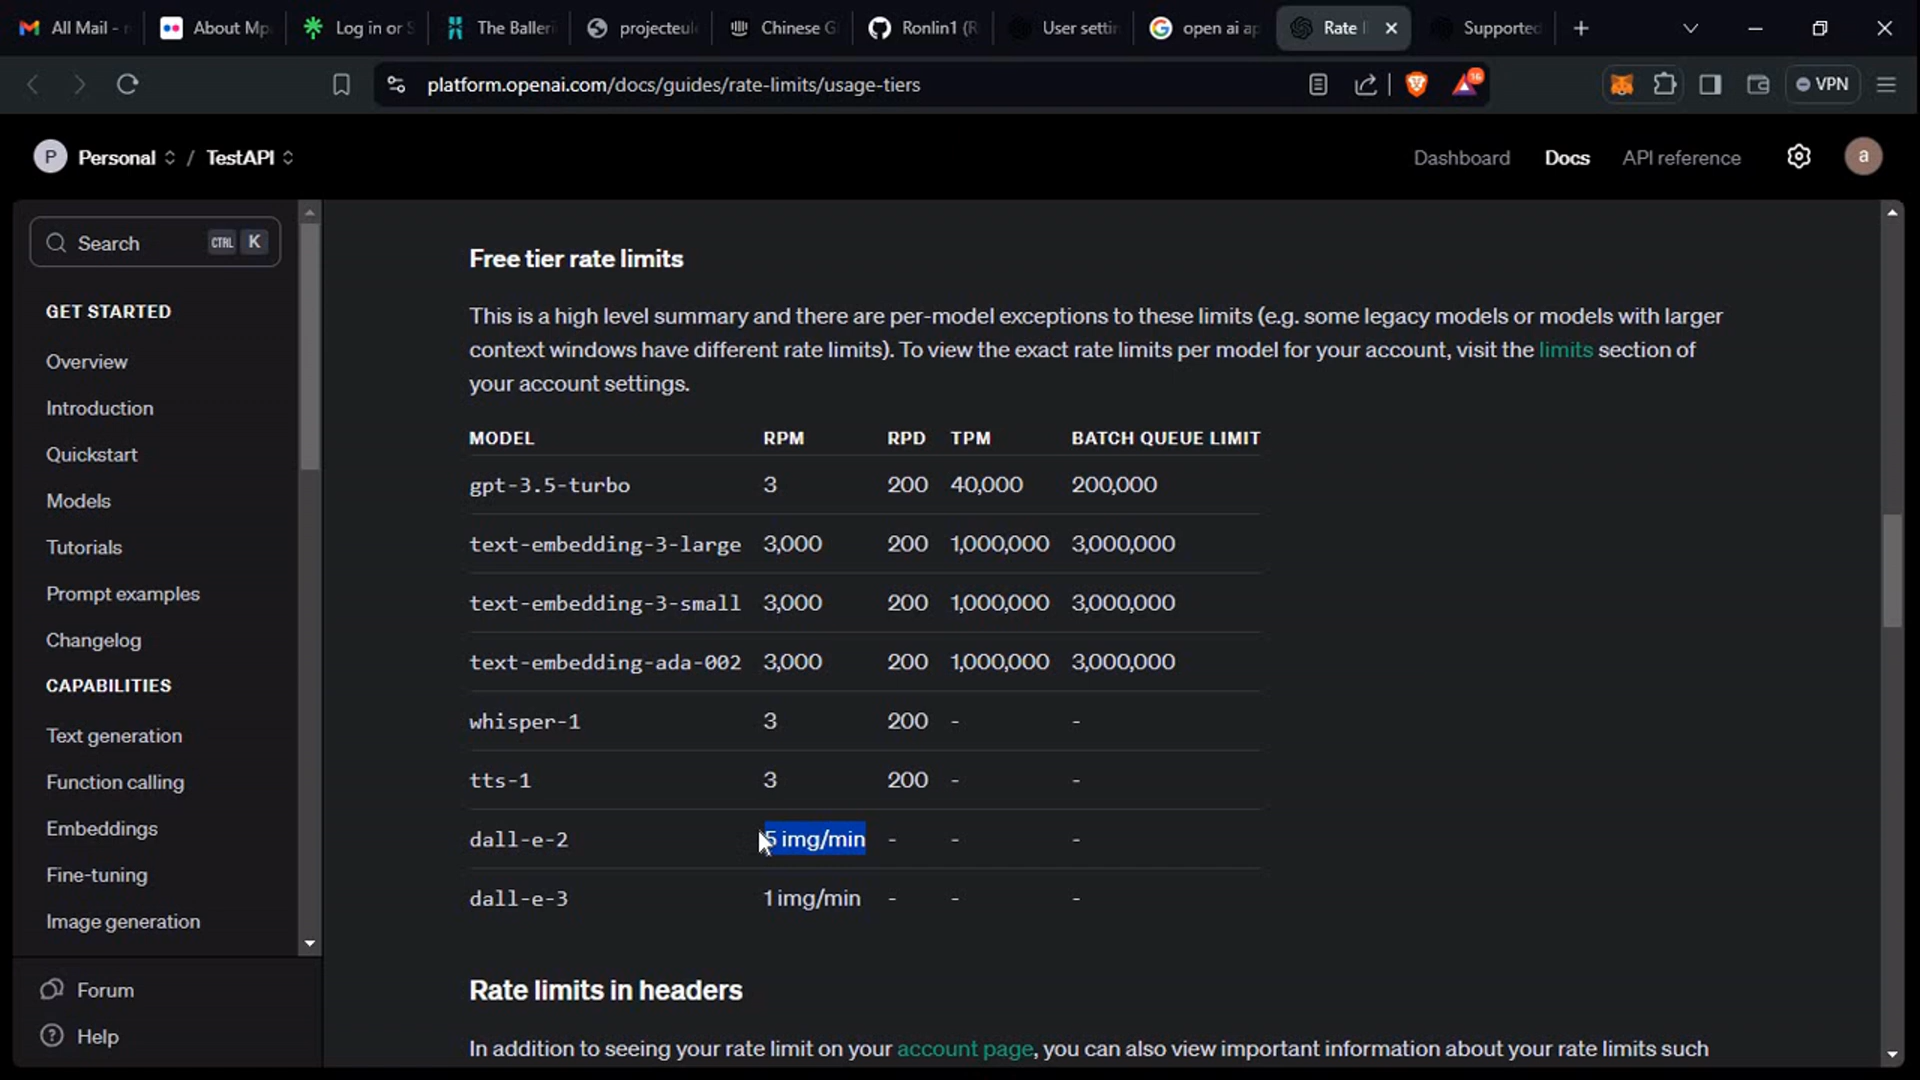 All Mail -
About Mp
Log in or S
The Balleri
projecteul
Chinese G
Ronlin1 (R
User settin
open ai ap
Rate l
Supported
platform.openai.com/docs/guides/rate-limits/usage-tiers
16
VPN
P Personal / TestAPI
Dashboard
Docs
API reference
a
Search
CTRL K
GET STARTED
Overview
Introduction
Quickstart
Models
Tutorials
Prompt examples
Changelog
CAPABILITIES
Text generation
Function calling
Embeddings
Fine-tuning
Image generation
Forum
Help
Free tier rate limits
This is a high level summary and there are per-model exceptions to these limits (e.g. some legacy models or models with larger
context windows have different rate limits). To view the exact rate limits per model for your account, visit the limits section of
your account settings.
MODEL RPM RPD TPM BATCH QUEUE LIMIT
gpt-3.5-turbo 3 200 40,000 200,000
text-embedding-3-large 3,000 200 1,000,000 3,000,000
text-embedding-3-small 3,000 200 1,000,000 3,000,000
text-embedding-ada-002 3,000 200 1,000,000 3,000,000
whisper-1 3 200 - -
tts-1 3 200 - -
dall-e-2 5 img/min - - -
dall-e-3 1 img/min - - -
Rate limits in headers
In addition to seeing your rate limit on your account page, you can also view important information about your rate limits such